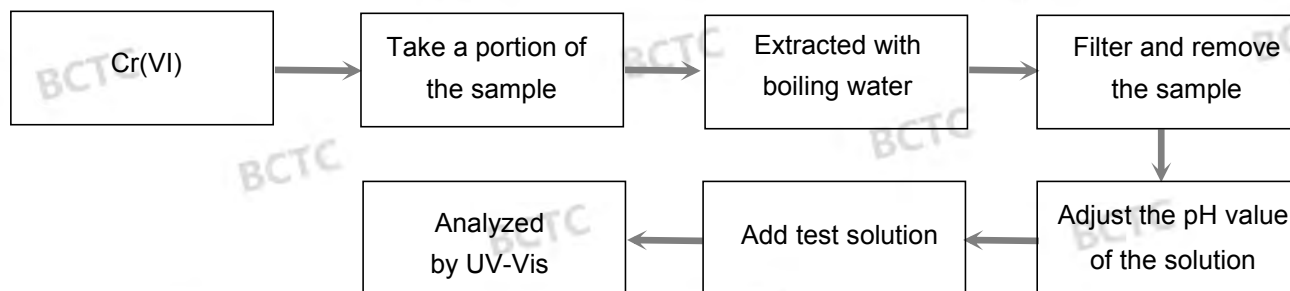 Cr(VI)
Take a portion of
the sample
Extracted with
boiling water
Filter and remove
the sample
Adjust the pH value
of the solution
Add test solution
Analyzed
by UV-Vis
BCTC
BCTC
BCTC
BCTC
BCTC
BCTC